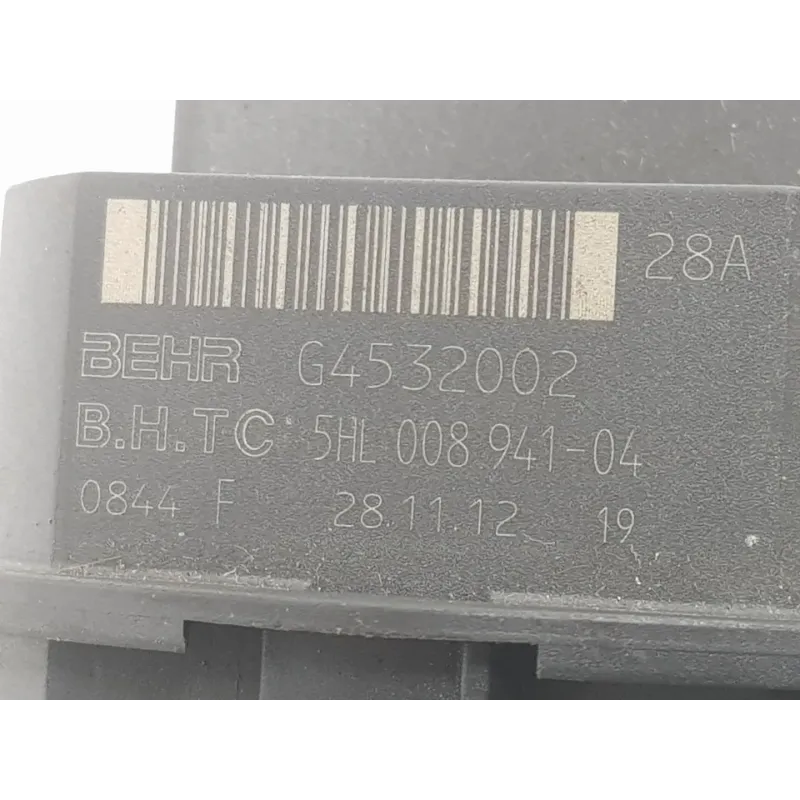 28A
BEHR G4532002
B.H.TC 5HL 008 941-04
0844 F 28.11.12 19